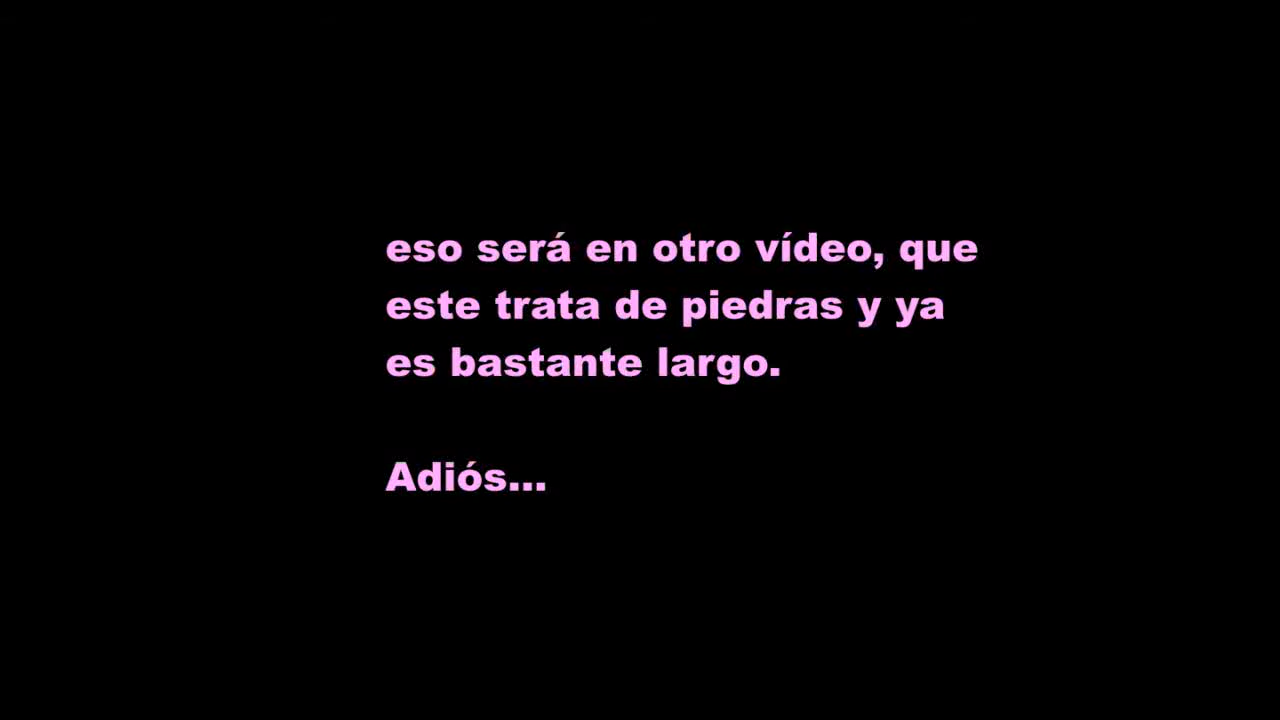 eso será en otro vídeo, que
este trata de piedras y ya
es bastante largo.
Adiós...